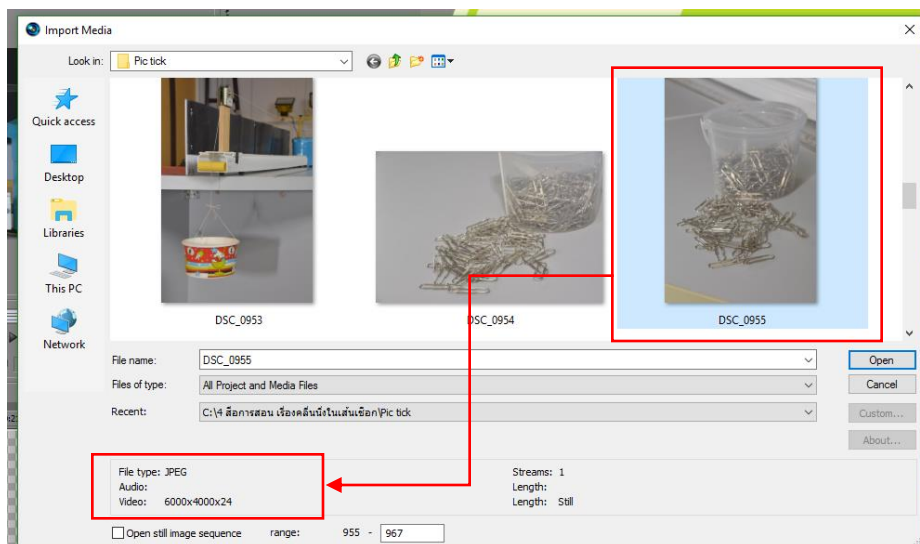 Import Media
Look in: Pic tick
Quick access
Desktop
Libraries
This PC
Network
DSC_0953 DSC_0954 DSC_0955
File name: DSC_0955 Open
Files of type: All Project and Media Files Cancel
Recent: C:\4 สื่อการสอน เรื่องคลื่นนิ่งในเส้นเชือก\Pic tick Custom...
About...
File type: JPEG Streams: 1
Audio: Length:
Video: 6000x4000x24 Length: Still
Open still image sequence range: 955 - 967